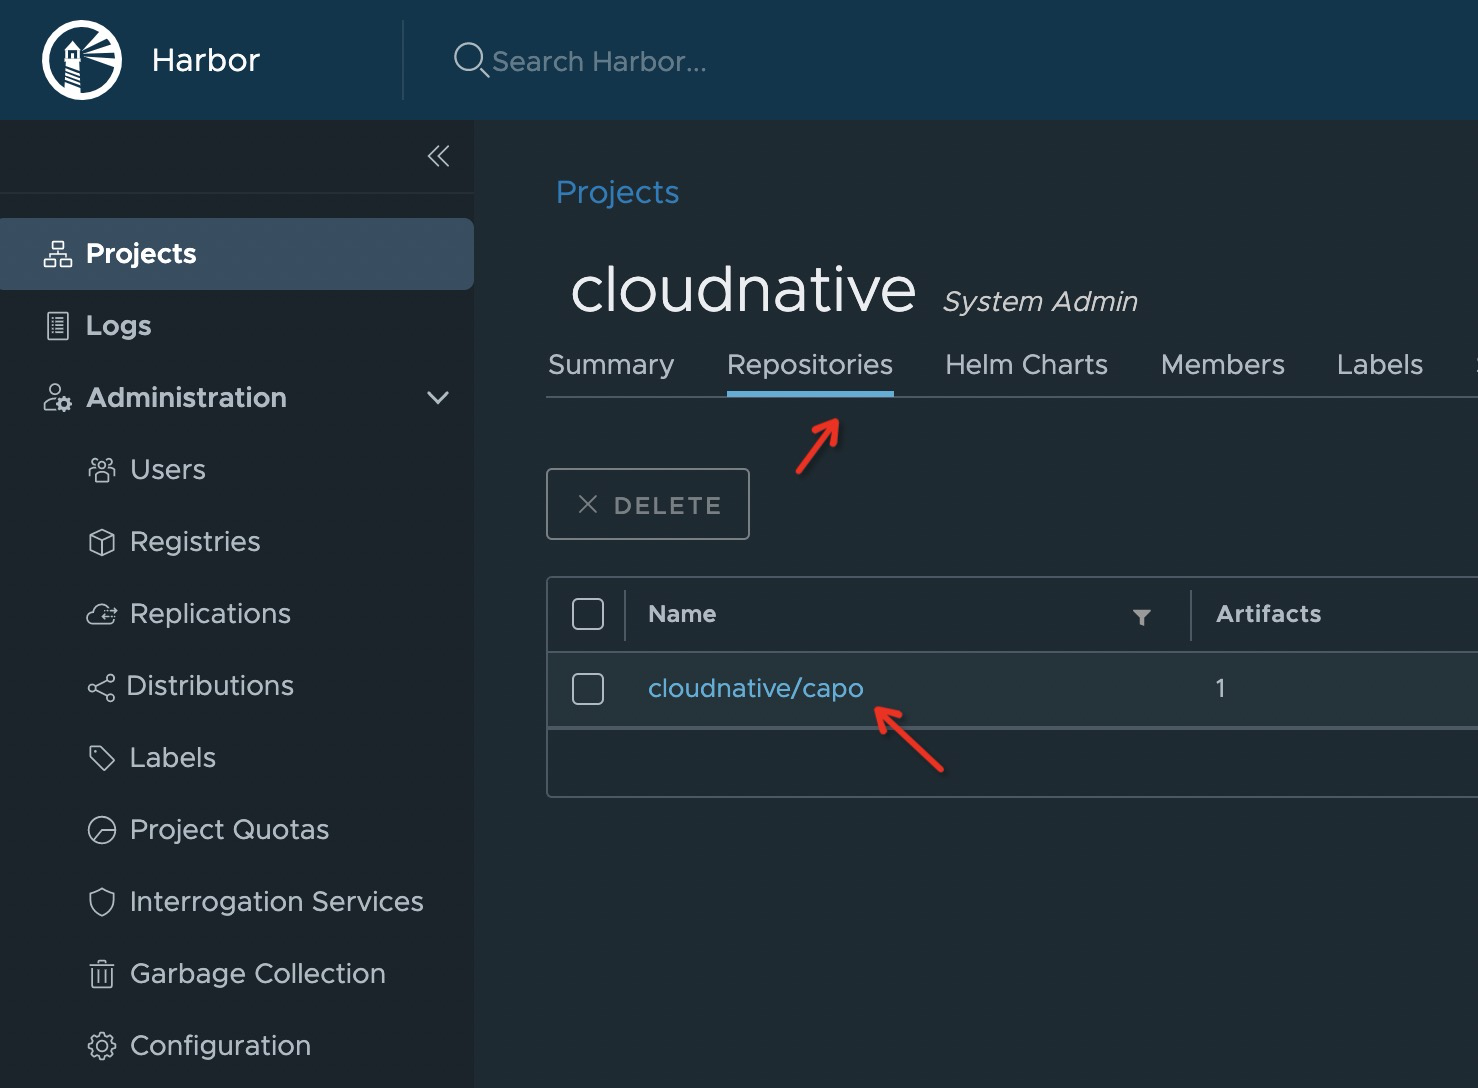 Harbor
Search Harbor...
Projects
Logs
Administration
Users
Registries
Replications
Distributions
Labels
Project Quotas
Interrogation Services
Garbage Collection
Configuration
Projects
cloudnative System Admin
Summary Repositories Helm Charts Members Labels
DELETE
Name Artifacts
cloudnative/capo 1